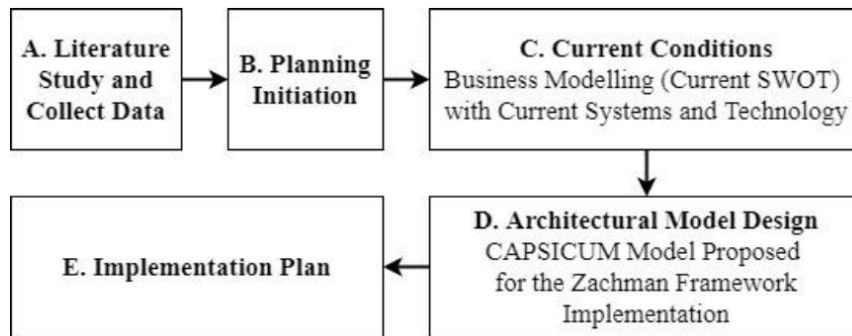 A. Literature
Study and
Collect Data
B. Planning
Initiation
C. Current Conditions
Business Modelling (Current SWOT)
with Current Systems and Technology
D. Architectural Model Design
CAPSICUM Model Proposed
for the Zachman Framework
Implementation
E. Implementation Plan